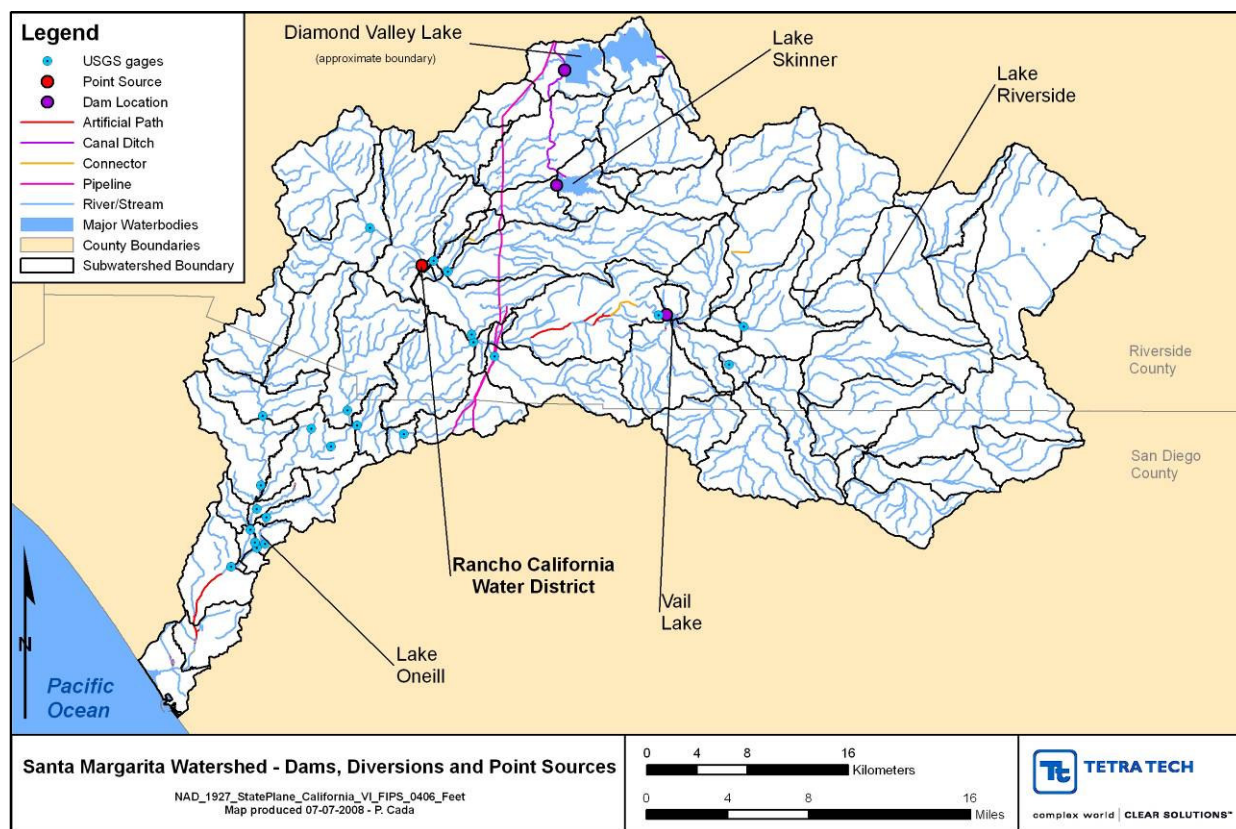 Legend
USGS gages
Point Source
Dam Location
Artificial Path
Canal Ditch
Connector
Pipeline
River/Stream
Major Waterbodies
County Boundaries
Subwatershed Boundary
Diamond Valley Lake
(approximate boundary)
Lake
Skinner
Lake
Riverside
Riverside
County
San Diego
County
Rancho California
Water District
Vail
Lake
Lake
Oneill
N
Pacific
Ocean
Santa Margarita Watershed - Dams, Diversions and Point Sources
NAD_1927_StatePlane_California_VI_FIPS_0406_Feet
Map produced 07-07-2008 - P. Cada
0 4 8 16
Kilometers
0 4 8 16
Miles
Tt TETRA TECH
complex world | CLEAR SOLUTIONS™